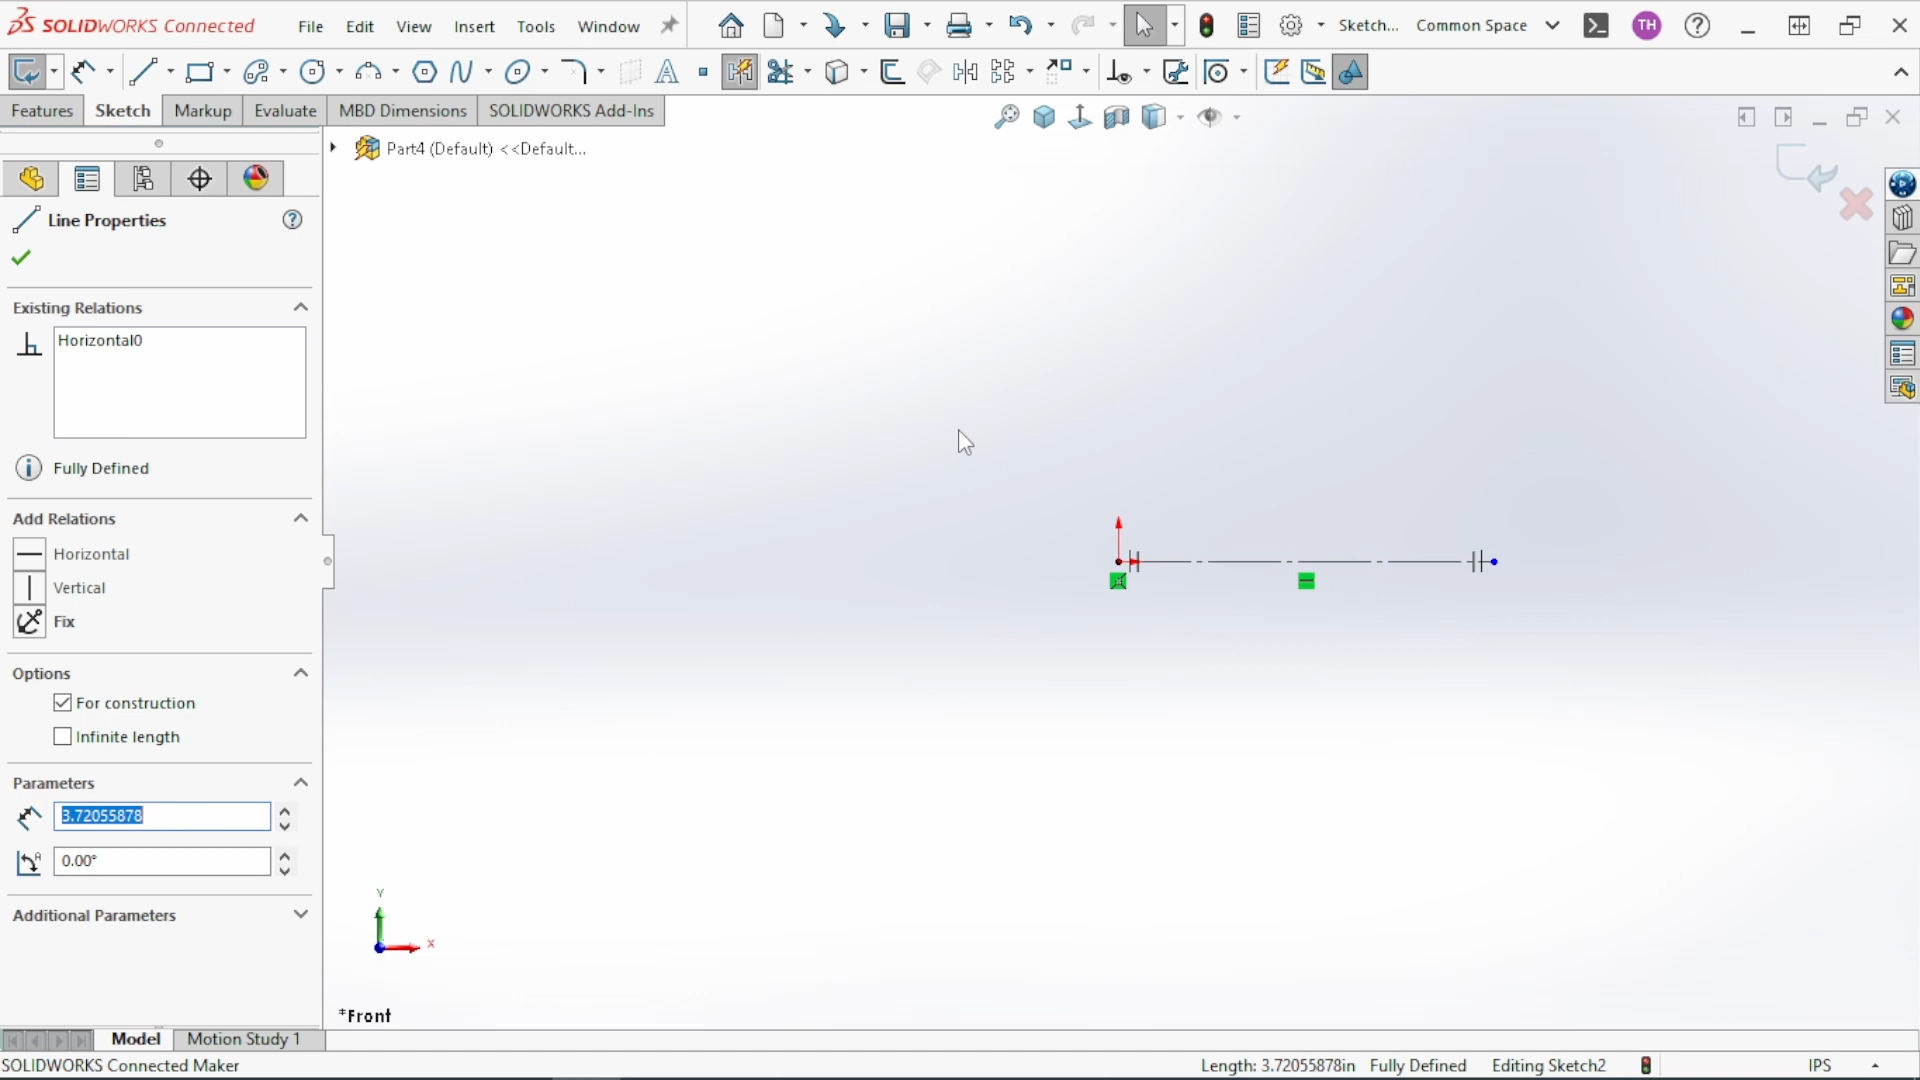 SOLIDWORKS Connected
File Edit View Insert Tools Window
Sketch... Common Space TH
Features Sketch Markup Evaluate MBD Dimensions SOLIDWORKS Add-Ins
Part4 (Default) <<Default...
Line Properties
Existing Relations
Horizontal0
Fully Defined
Add Relations
Horizontal
Vertical
Fix
Options
For construction
Infinite length
Parameters
3.72055878
0.00°
Additional Parameters
Y
X
*Front
Model Motion Study 1
SOLIDWORKS Connected Maker Length: 3.72055878in Fully Defined Editing Sketch2 IPS